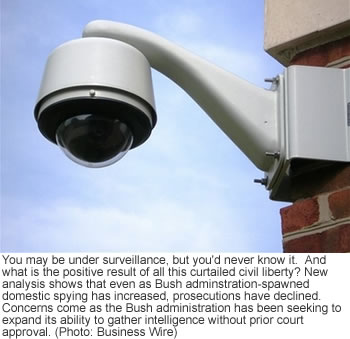 You may be under surveillance, but you'd never know it.  And
what is the positive result of all this curtailed civil liberty? New
analysis shows that even as Bush adminstration-spawned
domestic spying has increased, prosecutions have declined.
Concerns come as the Bush administration has been seeking to
expand its ability to gather intelligence without prior court
approval. (Photo: Business Wire)